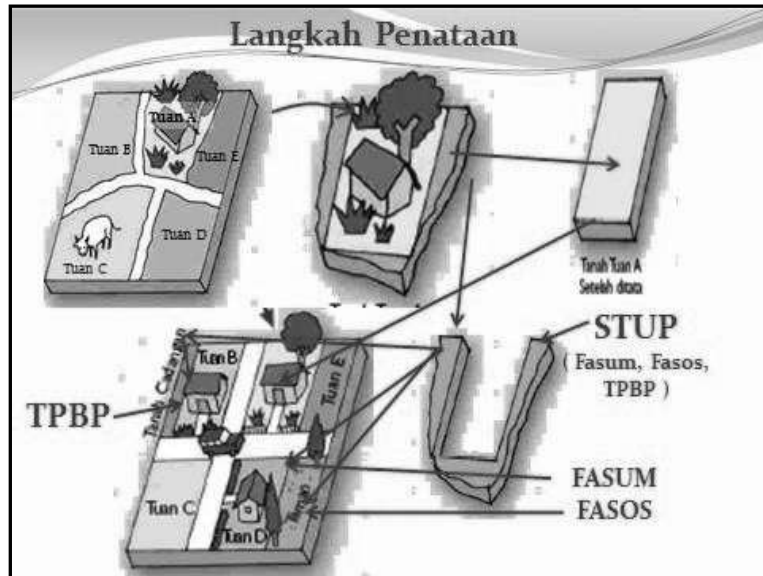 Langkah Penataan
Tuan A
Tuan B
Tuan E
Tuan D
Tuan C
Tanah Tuan A
Setelah ditata
STUP
( Fasum, Fasos,
TPBP )
Tanah Cadangan
Tuan B
Tuan E
TPBP
Tuan C
Tuan D
Taman
FASUM
FASOS